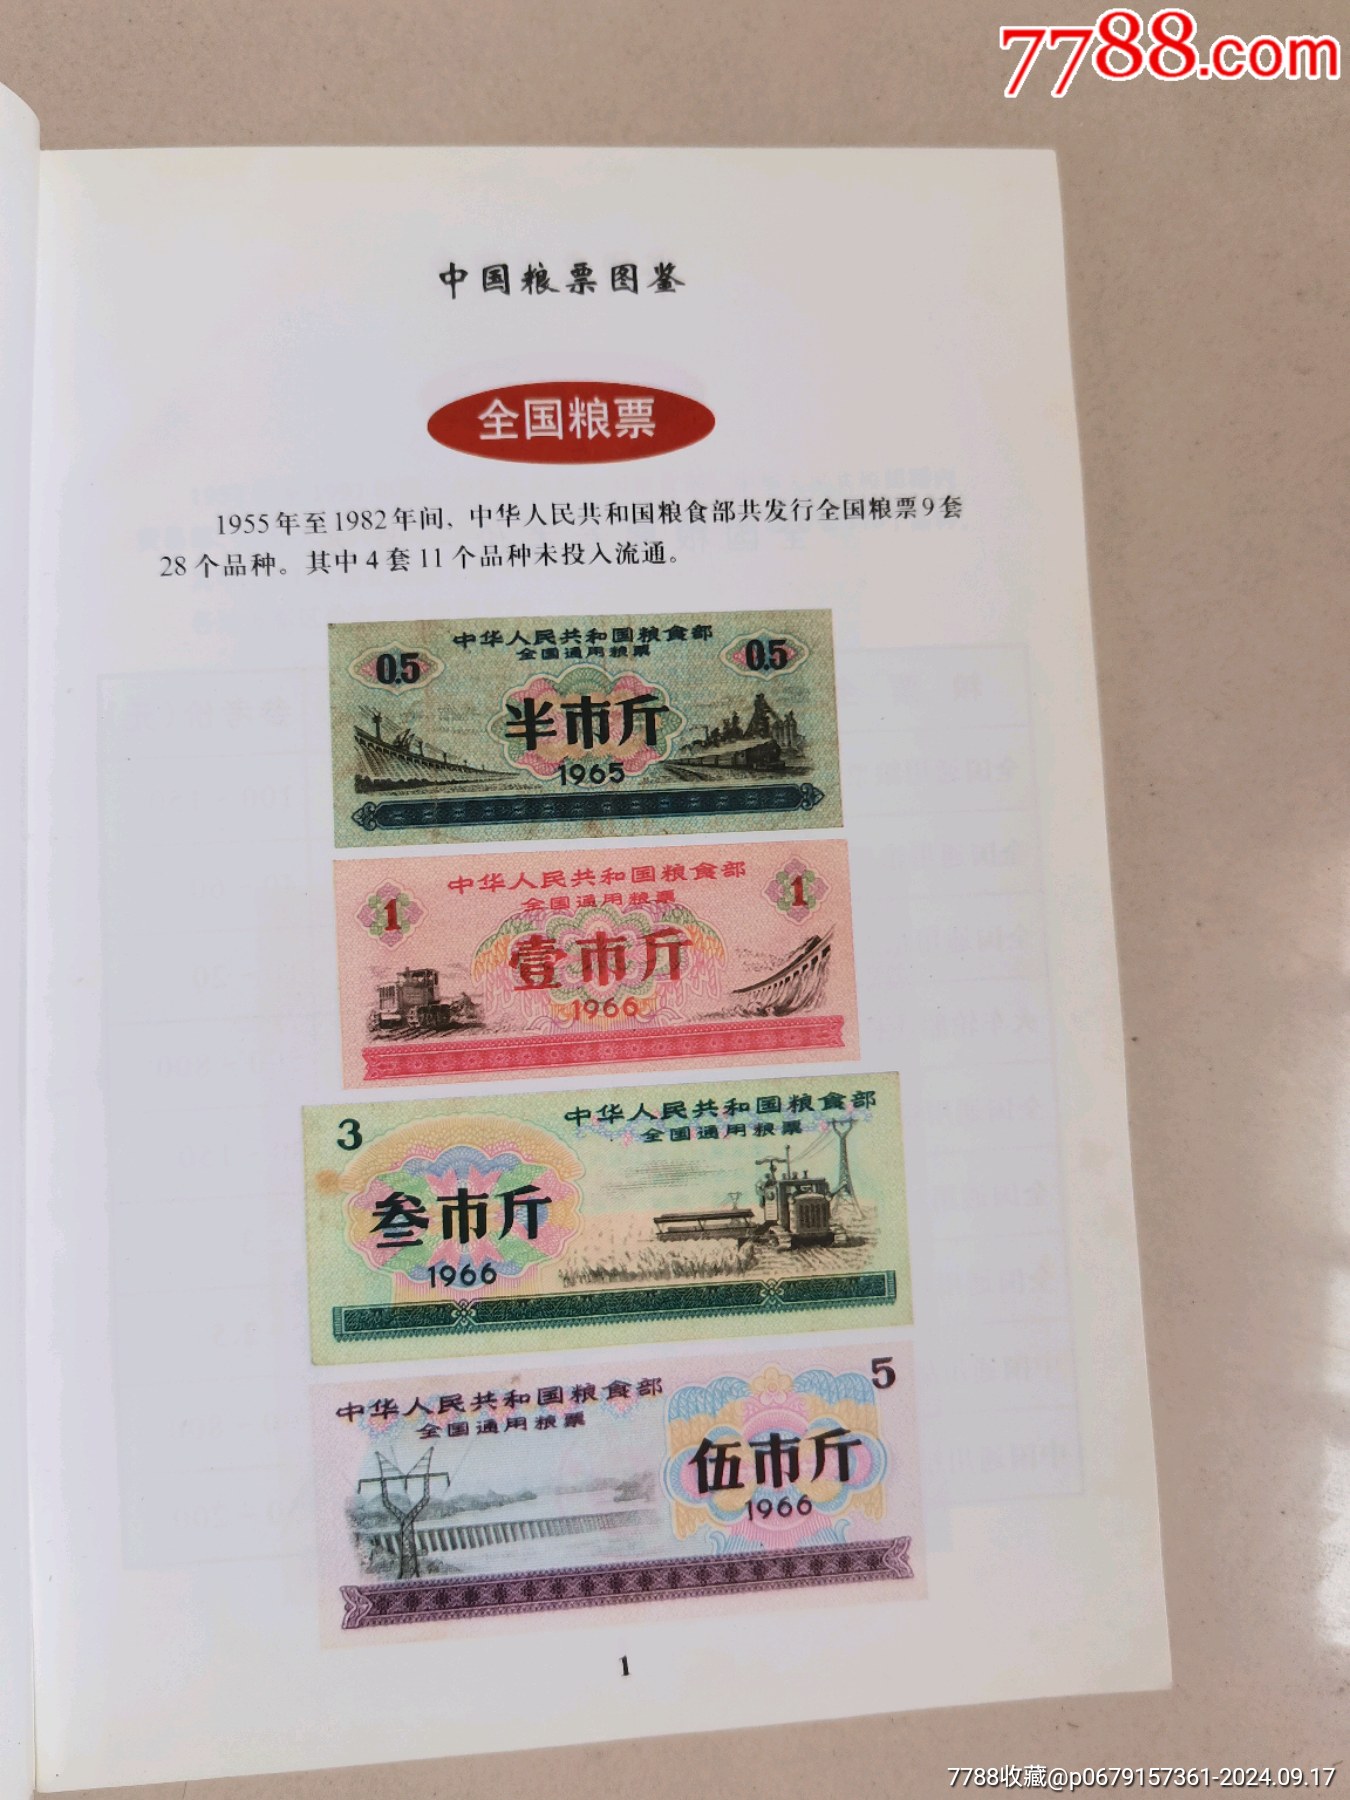 7788.com
中国粮票图鉴
全国粮票
1955年至1982年间，中华人民共和国粮食部共发行全国粮票9套
28个品种。其中4套11个品种未投入流通。
0.5 中华人民共和国粮食部 0.5
全国通用粮票
半市斤
1965
中华人民共和国粮食部
1 全国通用粮票 1
壹市斤
1966
3 中华人民共和国粮食部
全国通用粮票
叁市斤
1966
5
中华人民共和国粮食部
全国通用粮票
伍市斤
1966
1
7788收藏@p0679157361-2024.09.17